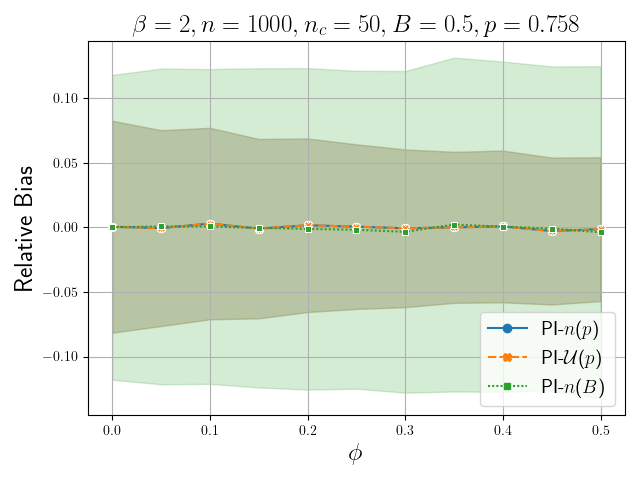 β = 2, n = 1000, n_c = 50, B = 0.5, p = 0.758
Relative Bias
0.10
0.05
0.00
−0.05
−0.10
PI-n(p)
PI-𝒰(p)
PI-n(B)
0.0 0.1 0.2 0.3 0.4 0.5
ϕ